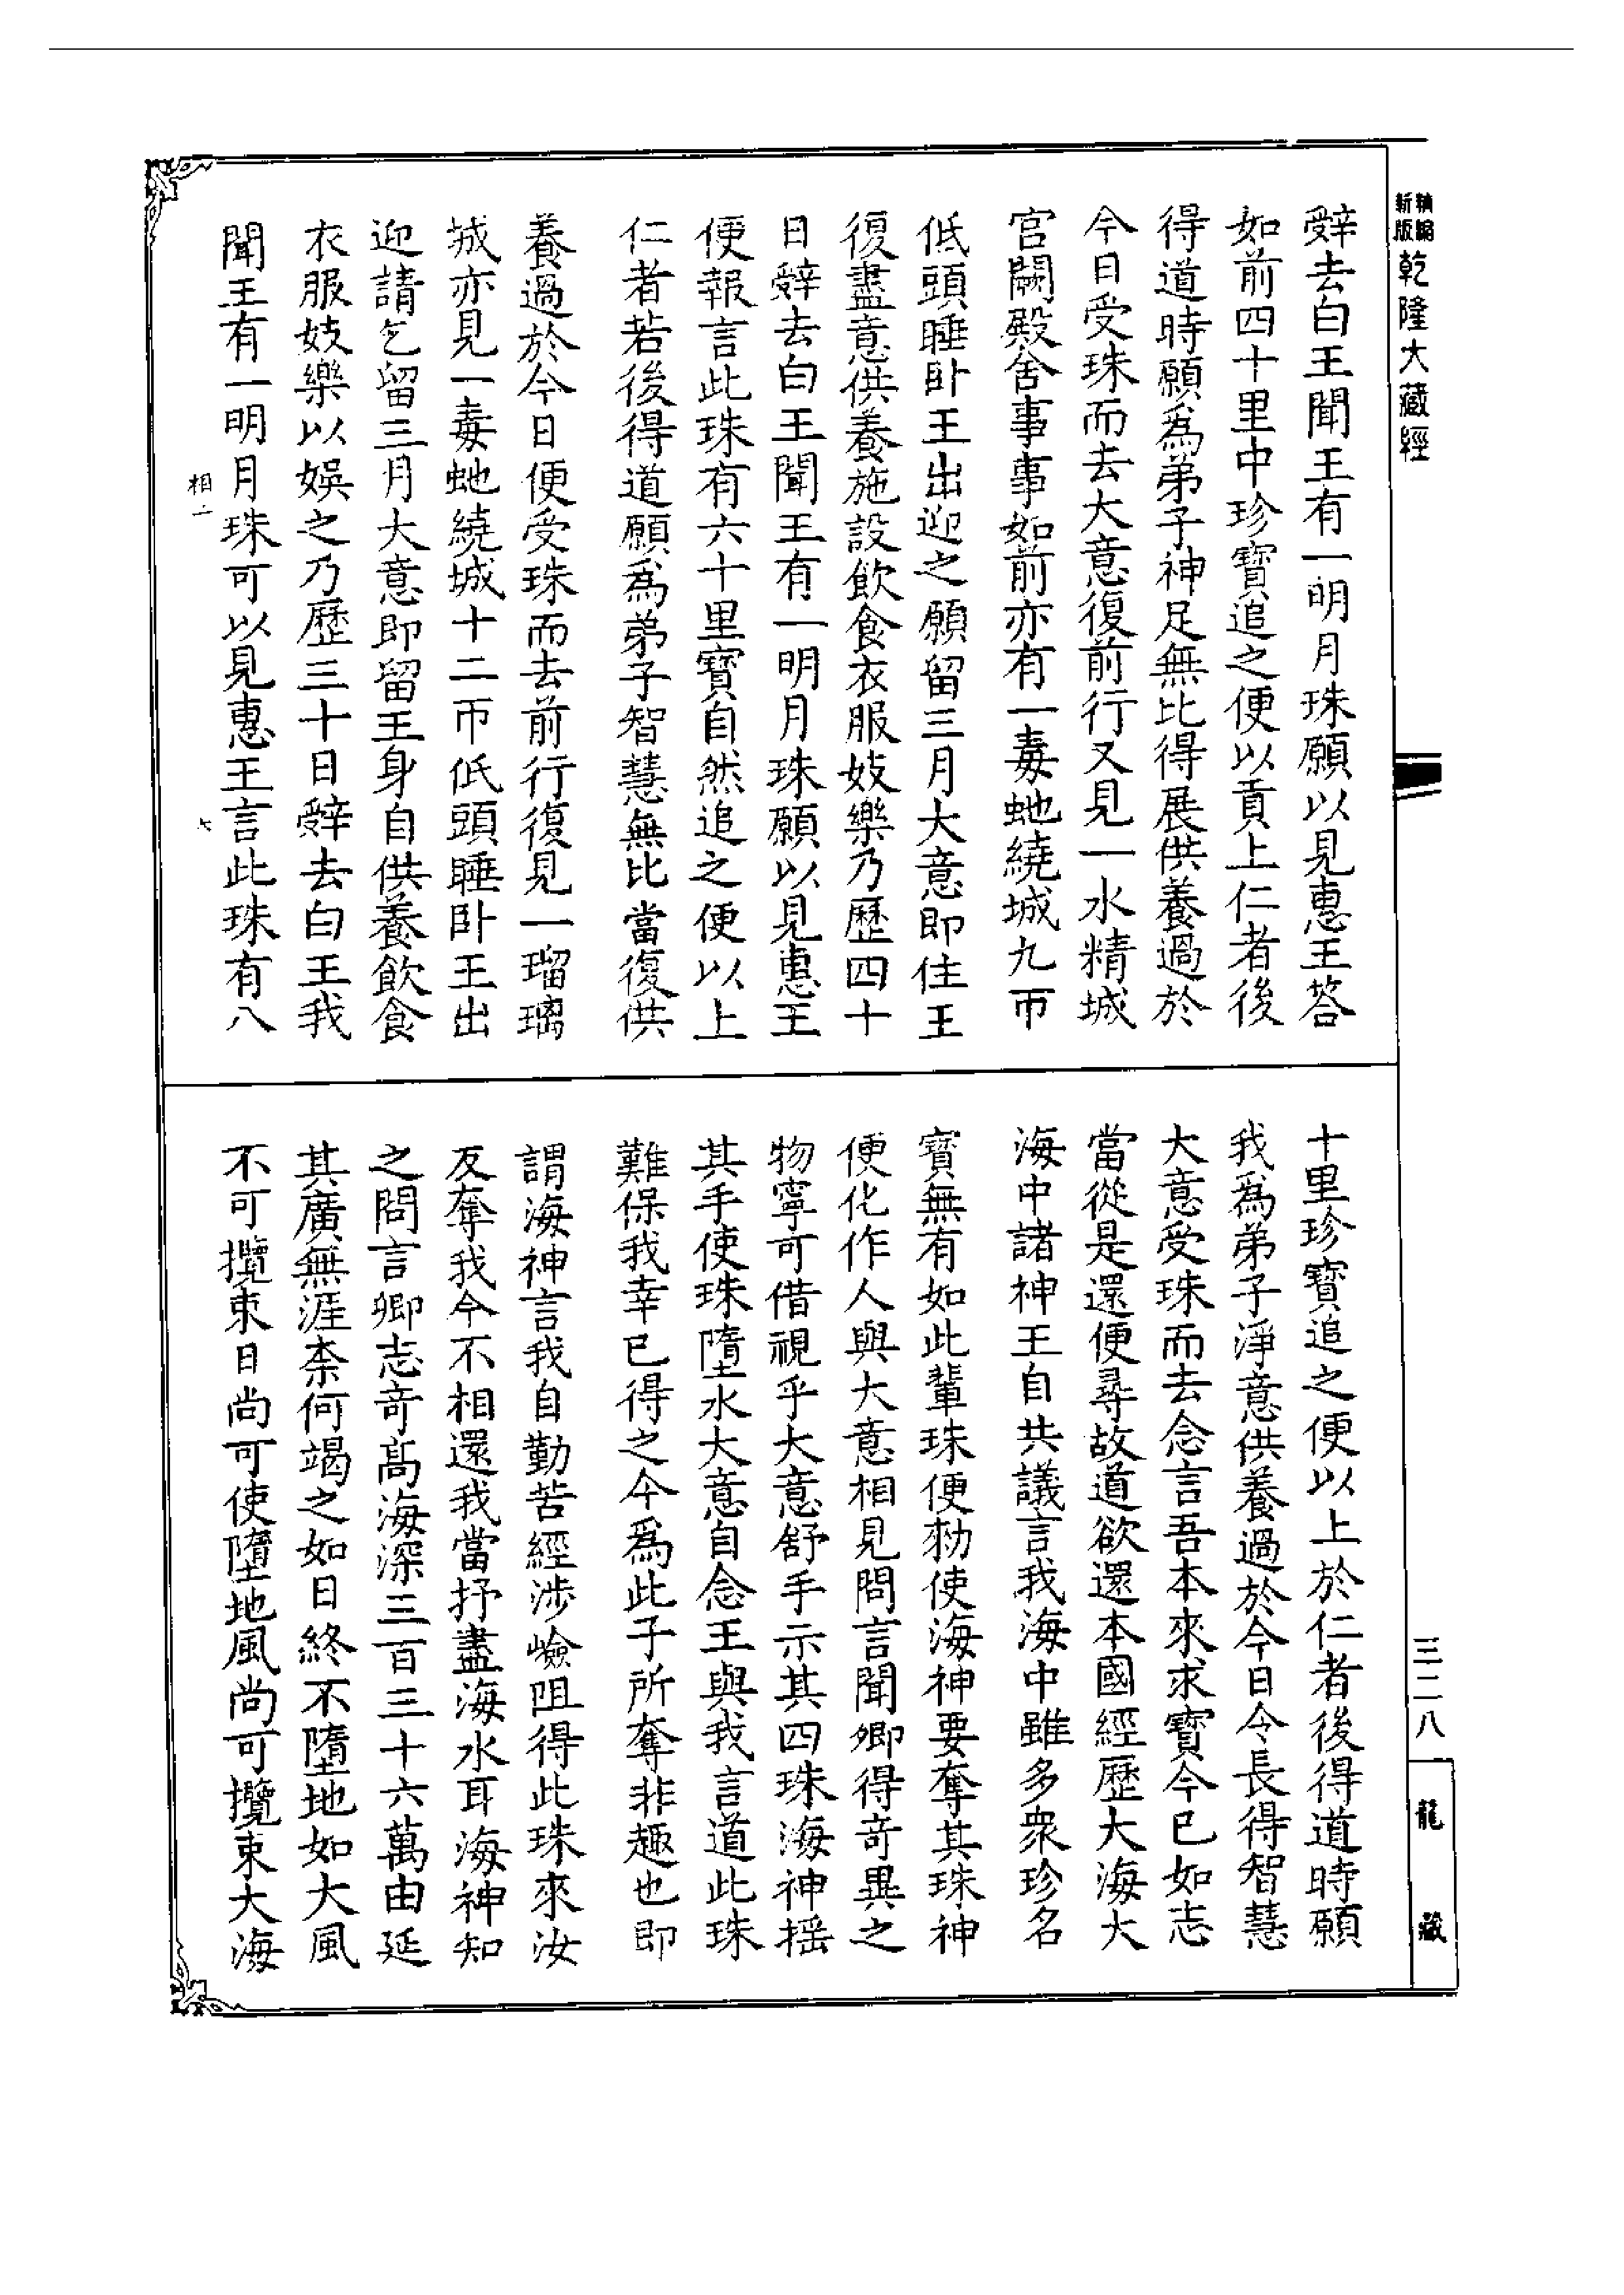 新編
新版
乾隆大藏經
辤去白王聞王有一明月珠願以見惠王荅
如前四十里中珍寶追之便以貢上仁者後
得道時願爲弟子神足無比得展供養過於
今日受珠而去大意復前行又見一水精城
宫闕殿舍事事如前亦有一毒虵繞城九帀
低頭睡卧王出迎之願留三月大意即住王
復盡意供養施設飲食衣服妓樂乃歷四十
日辤去白王聞王有一明月珠願以見惠王
便報言此珠有六十里寶自然追之便以上
仁者若後得道願爲弟子智慧無比當復供
養過於今日便受珠而去前行復見一瑠璃
城亦見一毒虵繞城十二帀低頭睡卧王出
迎請乞留三月大意即留王身自供養飲食
衣服妓樂以娛之乃歷三十日辤去白王我
聞王有一明月珠可以見惠王言此珠有八
十里珍寶追之便以上於仁者後得道時願
我爲弟子淨意供養過於今日令長得智慧
大意受珠而去念言吾本來求寶今已如志
當從是還便尋故道欲還本國經歷大海大
海中諸神王自共議言我海中雖多衆珍名
寶無有如此輩珠便勑使海神要奪其珠神
便化作人與大意相見問言聞卿得奇異之
物寧可借視乎大意舒手示其四珠海神摇
其手使珠墮水大意自念王與我言道此珠
難保我幸已得之今爲此子所奪非趣也即
謂海神言我自勤苦經涉嶮岨得此珠來汝
反奪我今不相還我當抒盡海水耳海神知
之問言卿志奇高海深三百三十六萬由延
其廣無涯柰何竭之如日終不墮地如大風
不可攬束日尚可使墮地風尚可攬束大海
三二八
龍藏